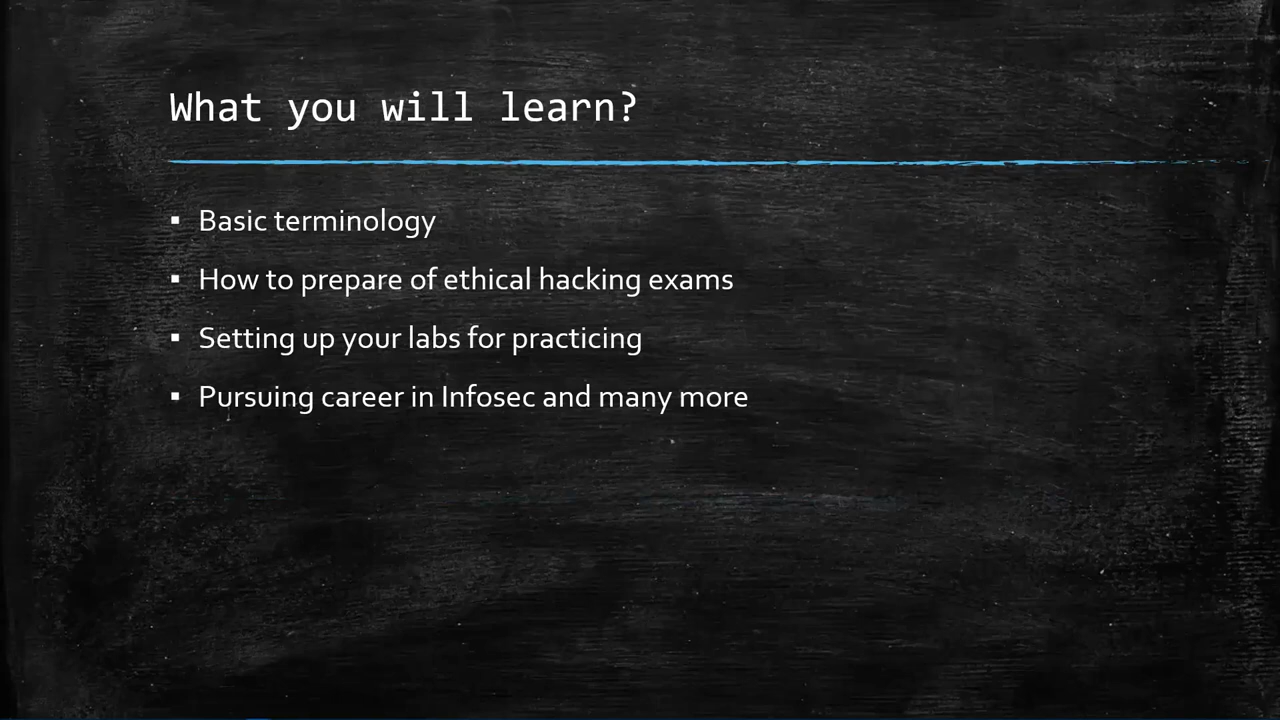 What you will learn?
▪ Basic terminology
▪ How to prepare of ethical hacking exams
▪ Setting up your labs for practicing
▪ Pursuing career in Infosec and many more